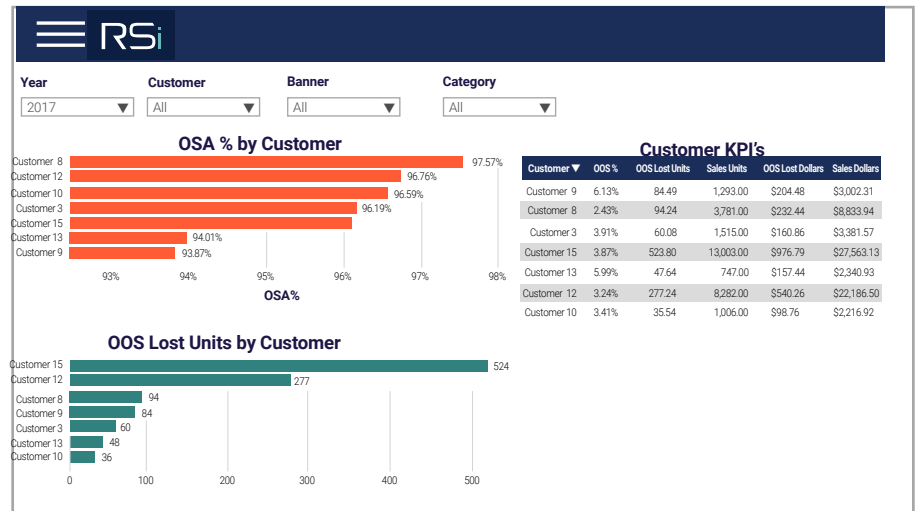 RSi
Year Customer Banner Category
2017 All All All
OSA % by Customer
Customer 8 97.57%
Customer 12 96.76%
Customer 10 96.59%
Customer 3 96.19%
Customer 15
Customer 13 94.01%
Customer 9 93.87%
93% 94% 95% 96% 97% 98%
OSA%
Customer KPI's
Customer OOS % OOS Lost Units Sales Units OOS Lost Dollars Sales Dollars
Customer 9 6.13% 84.49 1,293.00 $204.48 $3,002.31
Customer 8 2.43% 94.24 3,781.00 $232.44 $8,833.94
Customer 3 3.91% 60.08 1,515.00 $160.86 $3,381.57
Customer 15 3.87% 523.80 13,003.00 $976.79 $27,563.13
Customer 13 5.99% 47.64 747.00 $157.44 $2,340.93
Customer 12 3.24% 277.24 8,282.00 $540.26 $22,186.50
Customer 10 3.41% 35.54 1,006.00 $98.76 $2,216.92
OOS Lost Units by Customer
Customer 15 524
Customer 12 277
Customer 8 94
Customer 9 84
Customer 3 60
Customer 13 48
Customer 10 36
0 100 200 300 400 500